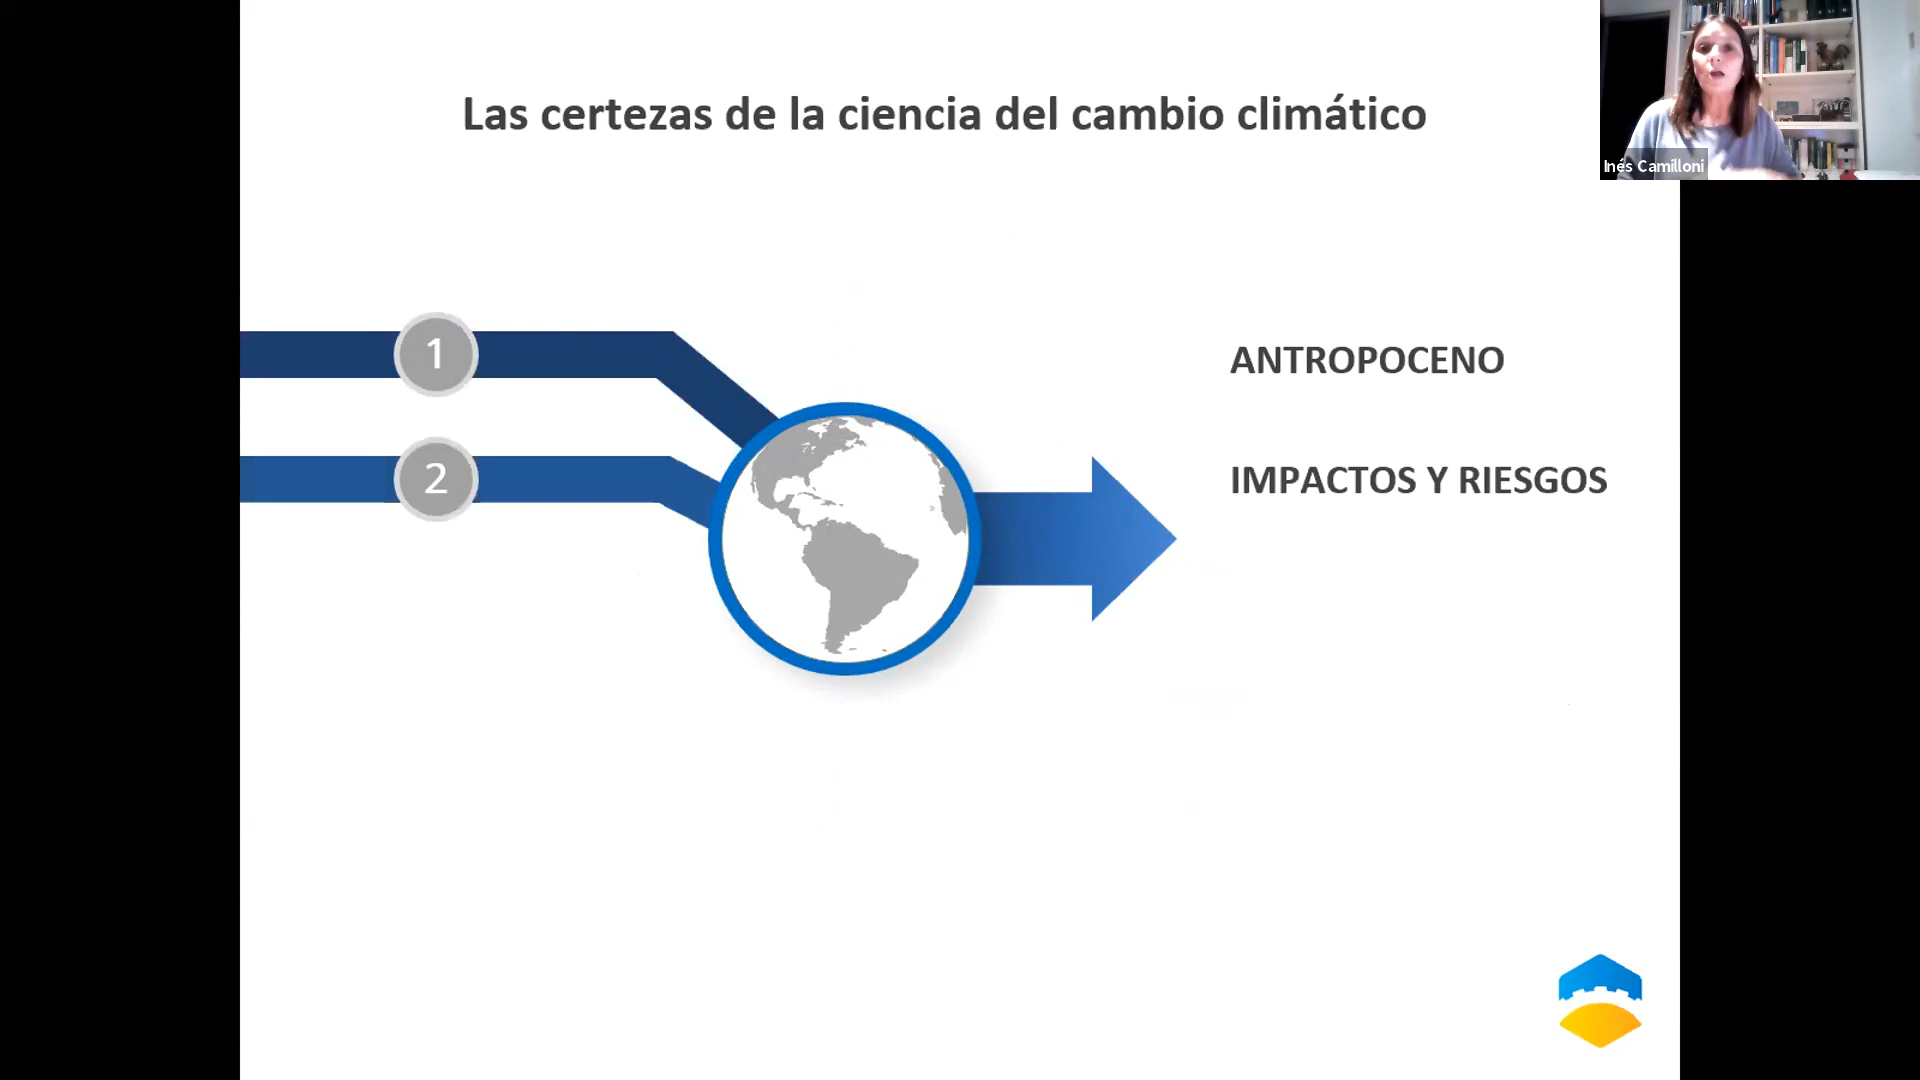 Las certezas de la ciencia del cambio climático
Inés Camilloni
1
ANTROPOCENO
2
IMPACTOS Y RIESGOS